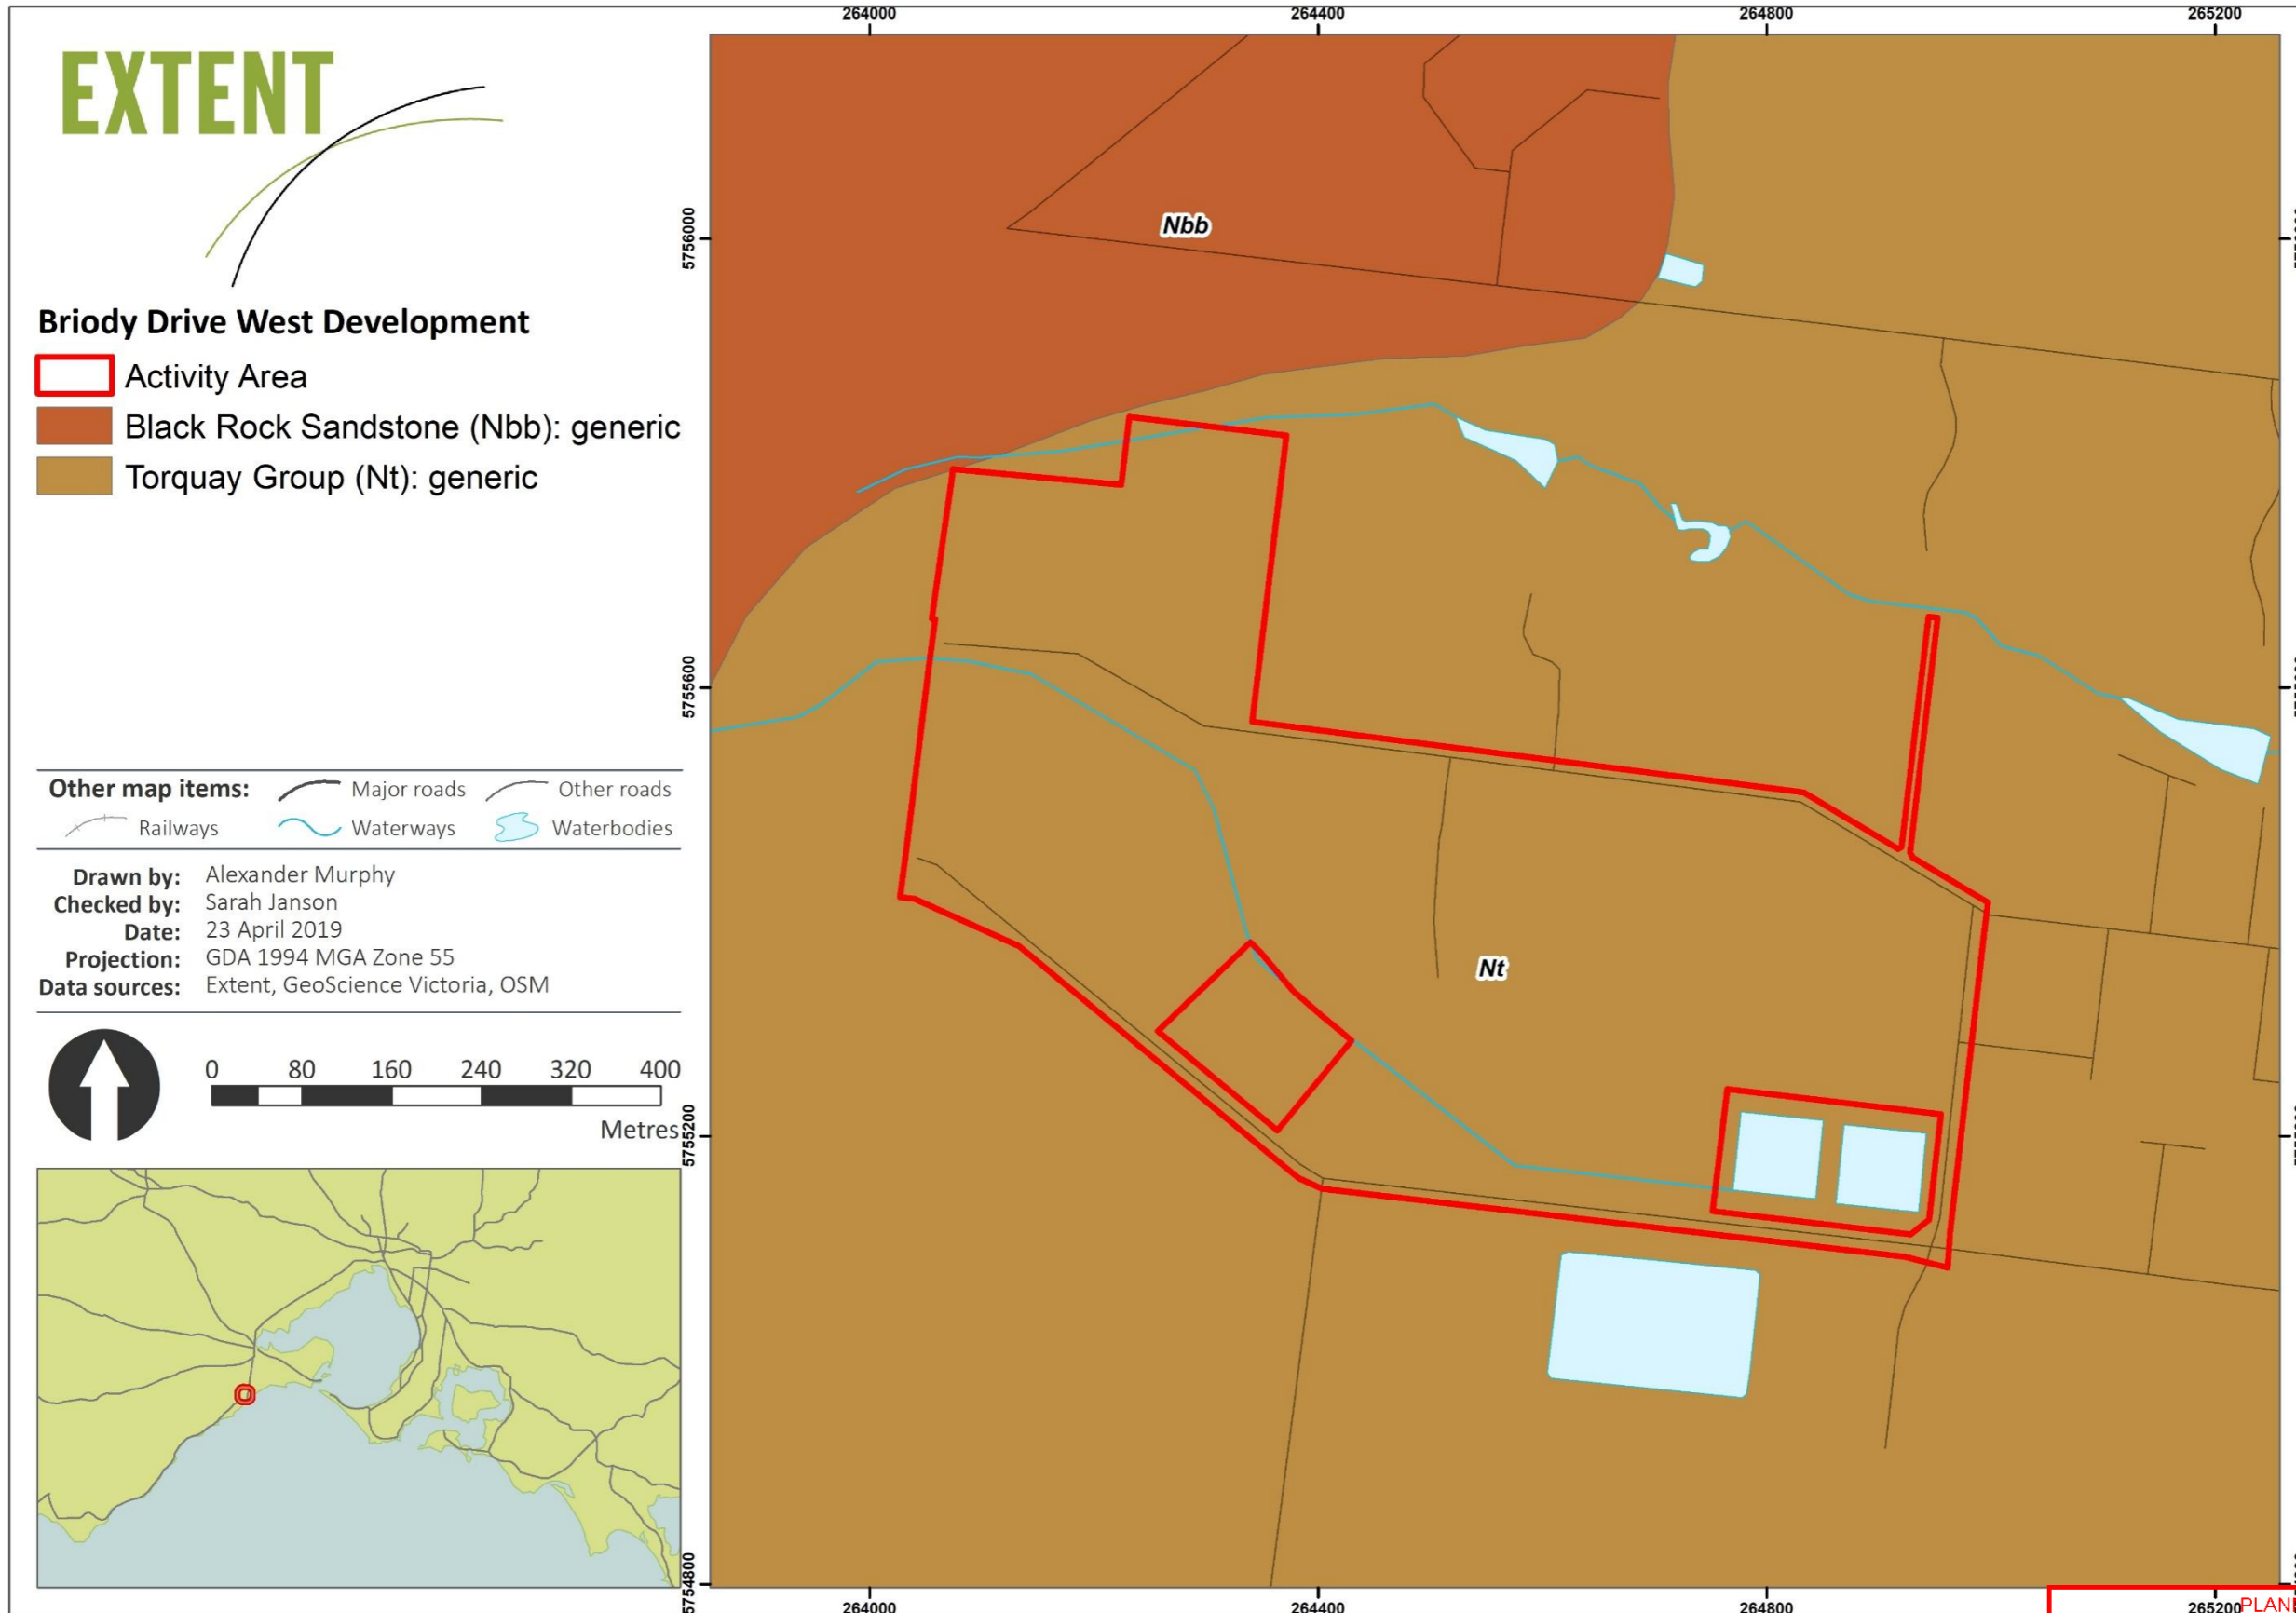 EXTENT
Briody Drive West Development
Activity Area
Black Rock Sandstone (Nbb): generic
Torquay Group (Nt): generic
Other map items:
Major roads
Other roads
Railways
Waterways
Waterbodies
Drawn by: Alexander Murphy
Checked by: Sarah Janson
Date: 23 April 2019
Projection: GDA 1994 MGA Zone 55
Data sources: Extent, GeoScience Victoria, OSM
0 80 160 240 320 400
Metres
264000 264400 264800 265200
5756000
5755600
5755200
5754800
Nbb
Nt
264000 264400 264800 265200